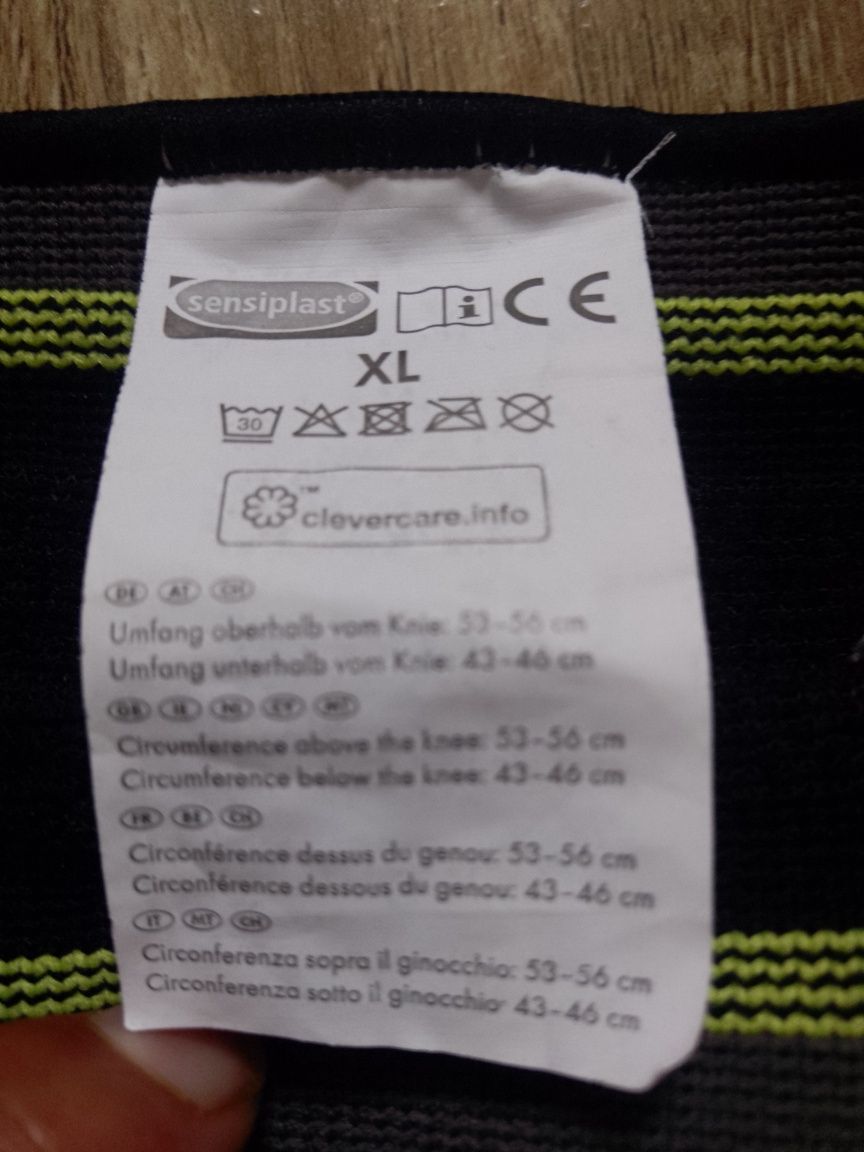 sensiplast®
i CE
XL
30
™
clevercare.info
DE AT CH
Umfang oberhalb vom Knie: 53-56 cm
Umfang unterhalb vom Knie: 43-46 cm
GB IE NI CY MT
Circumference above the knee: 53-56 cm
Circumference below the knee: 43-46 cm
FR BE CH
Circonférence dessus du genou: 53-56 cm
Circonférence dessous du genou: 43-46 cm
IT MT CH
Circonferenza sopra il ginocchio: 53-56 cm
Circonferenza sotto il ginocchio: 43-46 cm